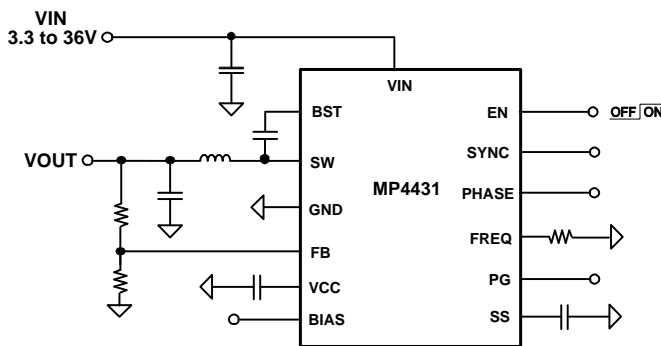 VIN
3.3 to 36V
VIN
BST
EN
OFF ON
SYNC
VOUT
SW
MP4431
PHASE
GND
FREQ
FB
PG
VCC
SS
BIAS